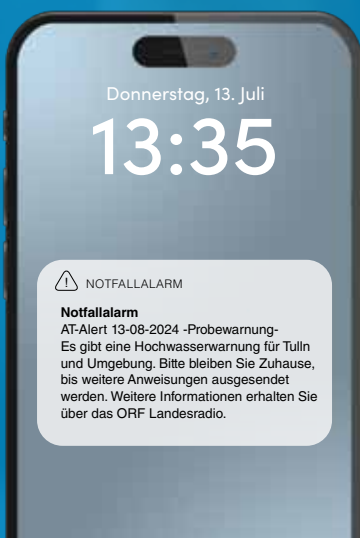 Donnerstag, 13. Juli
13:35
NOTFALLALARM
Notfallalarm
AT-Alert 13-08-2024 -Probewarnung-
Es gibt eine Hochwasserwarnung für Tulln
und Umgebung. Bitte bleiben Sie Zuhause,
bis weitere Anweisungen ausgesendet
werden. Weitere Informationen erhalten Sie
über das ORF Landesradio.